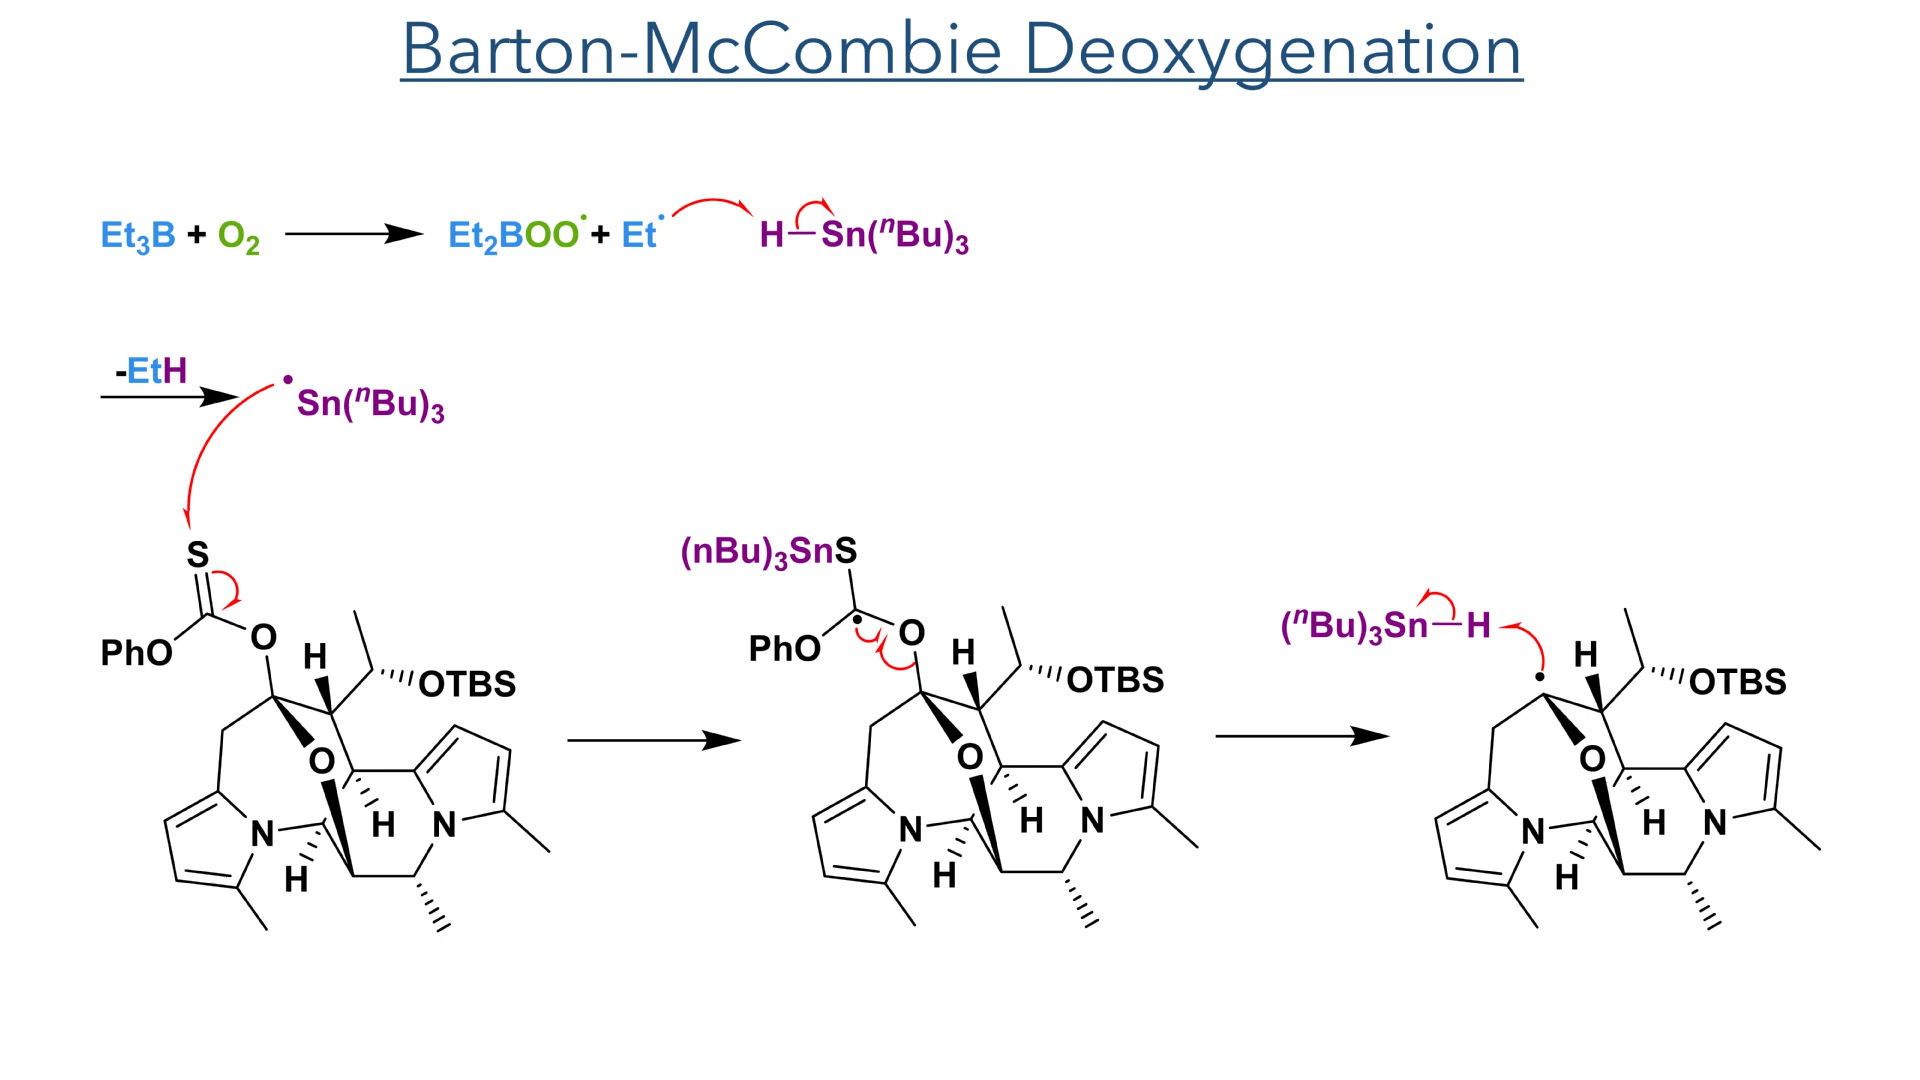 Barton-McCombie Deoxygenation
Et₃B + O₂ Et₂BOO˙ + Et˙ H–Sn(ⁿBu)₃
-EtH
˙Sn(ⁿBu)₃
S (nBu)₃SnS
(ⁿBu)₃Sn–H
PhO O H OTBS PhO O H OTBS H OTBS
O O O
N H N N H N N H N
H H H